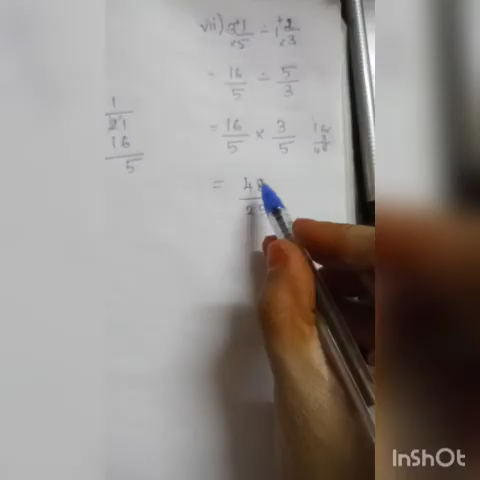 vii) 3 1/5 ÷ 1 2/3
= 16/5 ÷ 5/3
= 16/5 × 3/5
= 48/25
1
21
16
5
InShOt